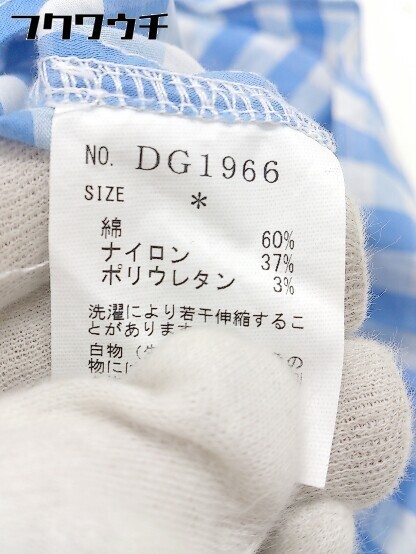 フクワウチ
NO. DG1966
SIZE *
綿 60%
ナイロン 37%
ポリウレタン 3%
洗濯により若干伸縮するこ
とがあります
白物（
物には